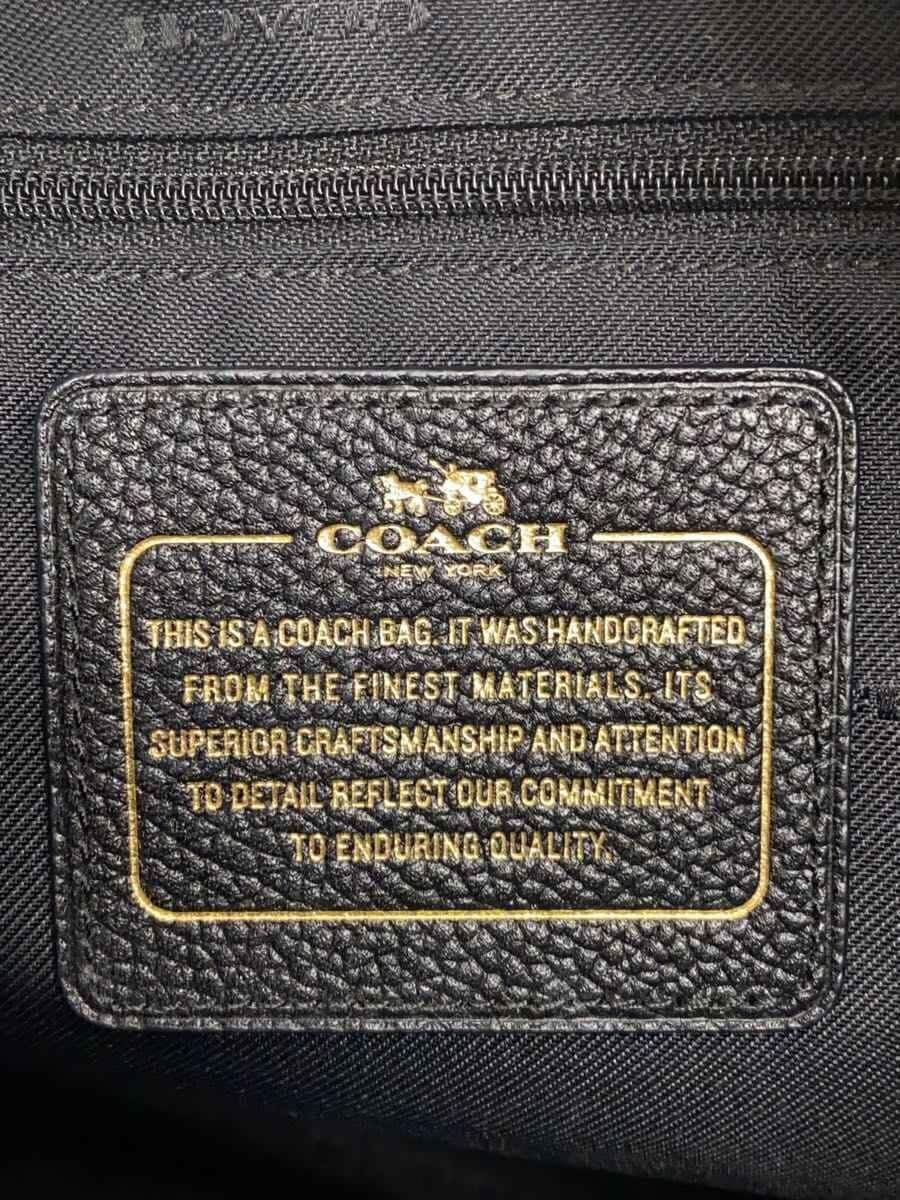 COACH
COACH
NEW YORK
THIS IS A COACH BAG. IT WAS HANDCRAFTED
FROM THE FINEST MATERIALS. ITS
SUPERIOR CRAFTSMANSHIP AND ATTENTION
TO DETAIL REFLECT OUR COMMITMENT
TO ENDURING QUALITY.